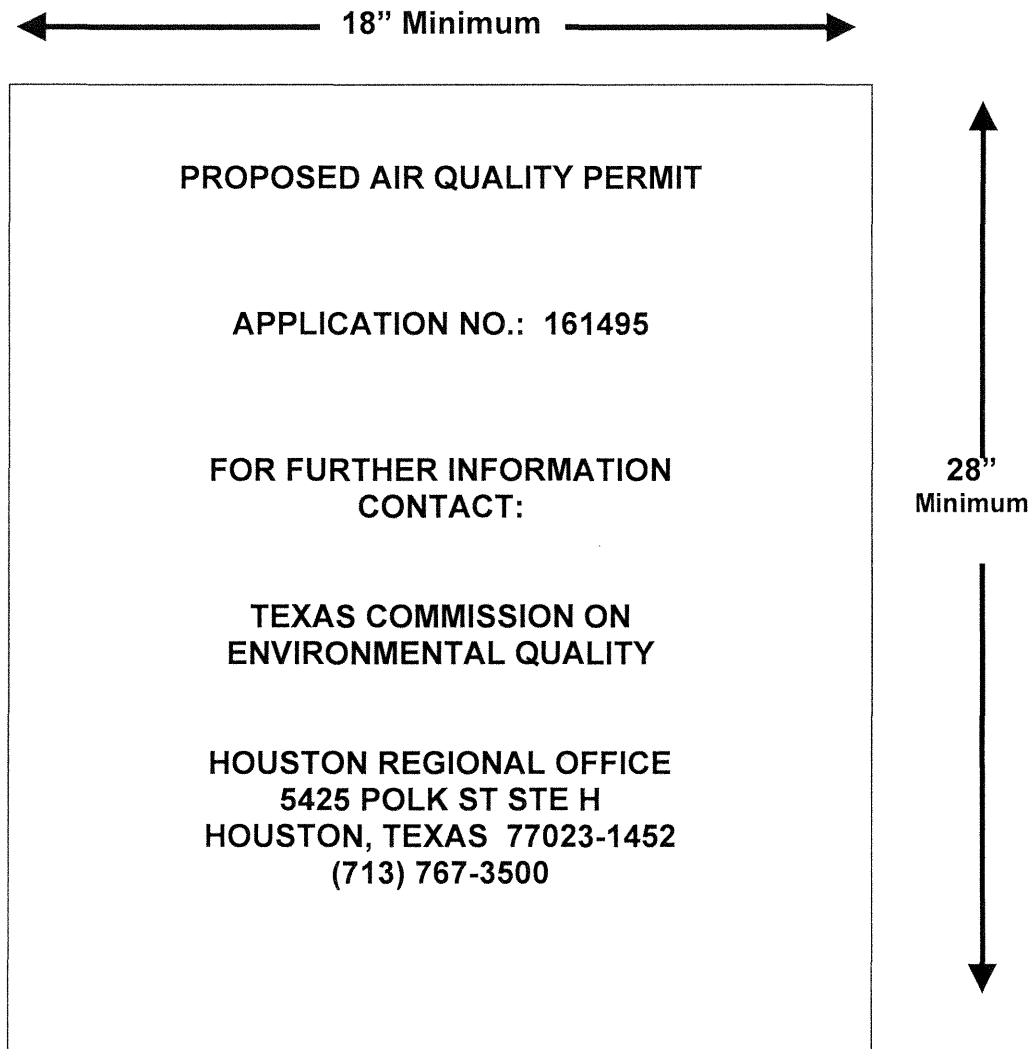 18” Minimum
PROPOSED AIR QUALITY PERMIT
APPLICATION NO.: 161495
FOR FURTHER INFORMATION
CONTACT:
28”
Minimum
TEXAS COMMISSION ON
ENVIRONMENTAL QUALITY
HOUSTON REGIONAL OFFICE
5425 POLK ST STE H
HOUSTON, TEXAS 77023-1452
(713) 767-3500